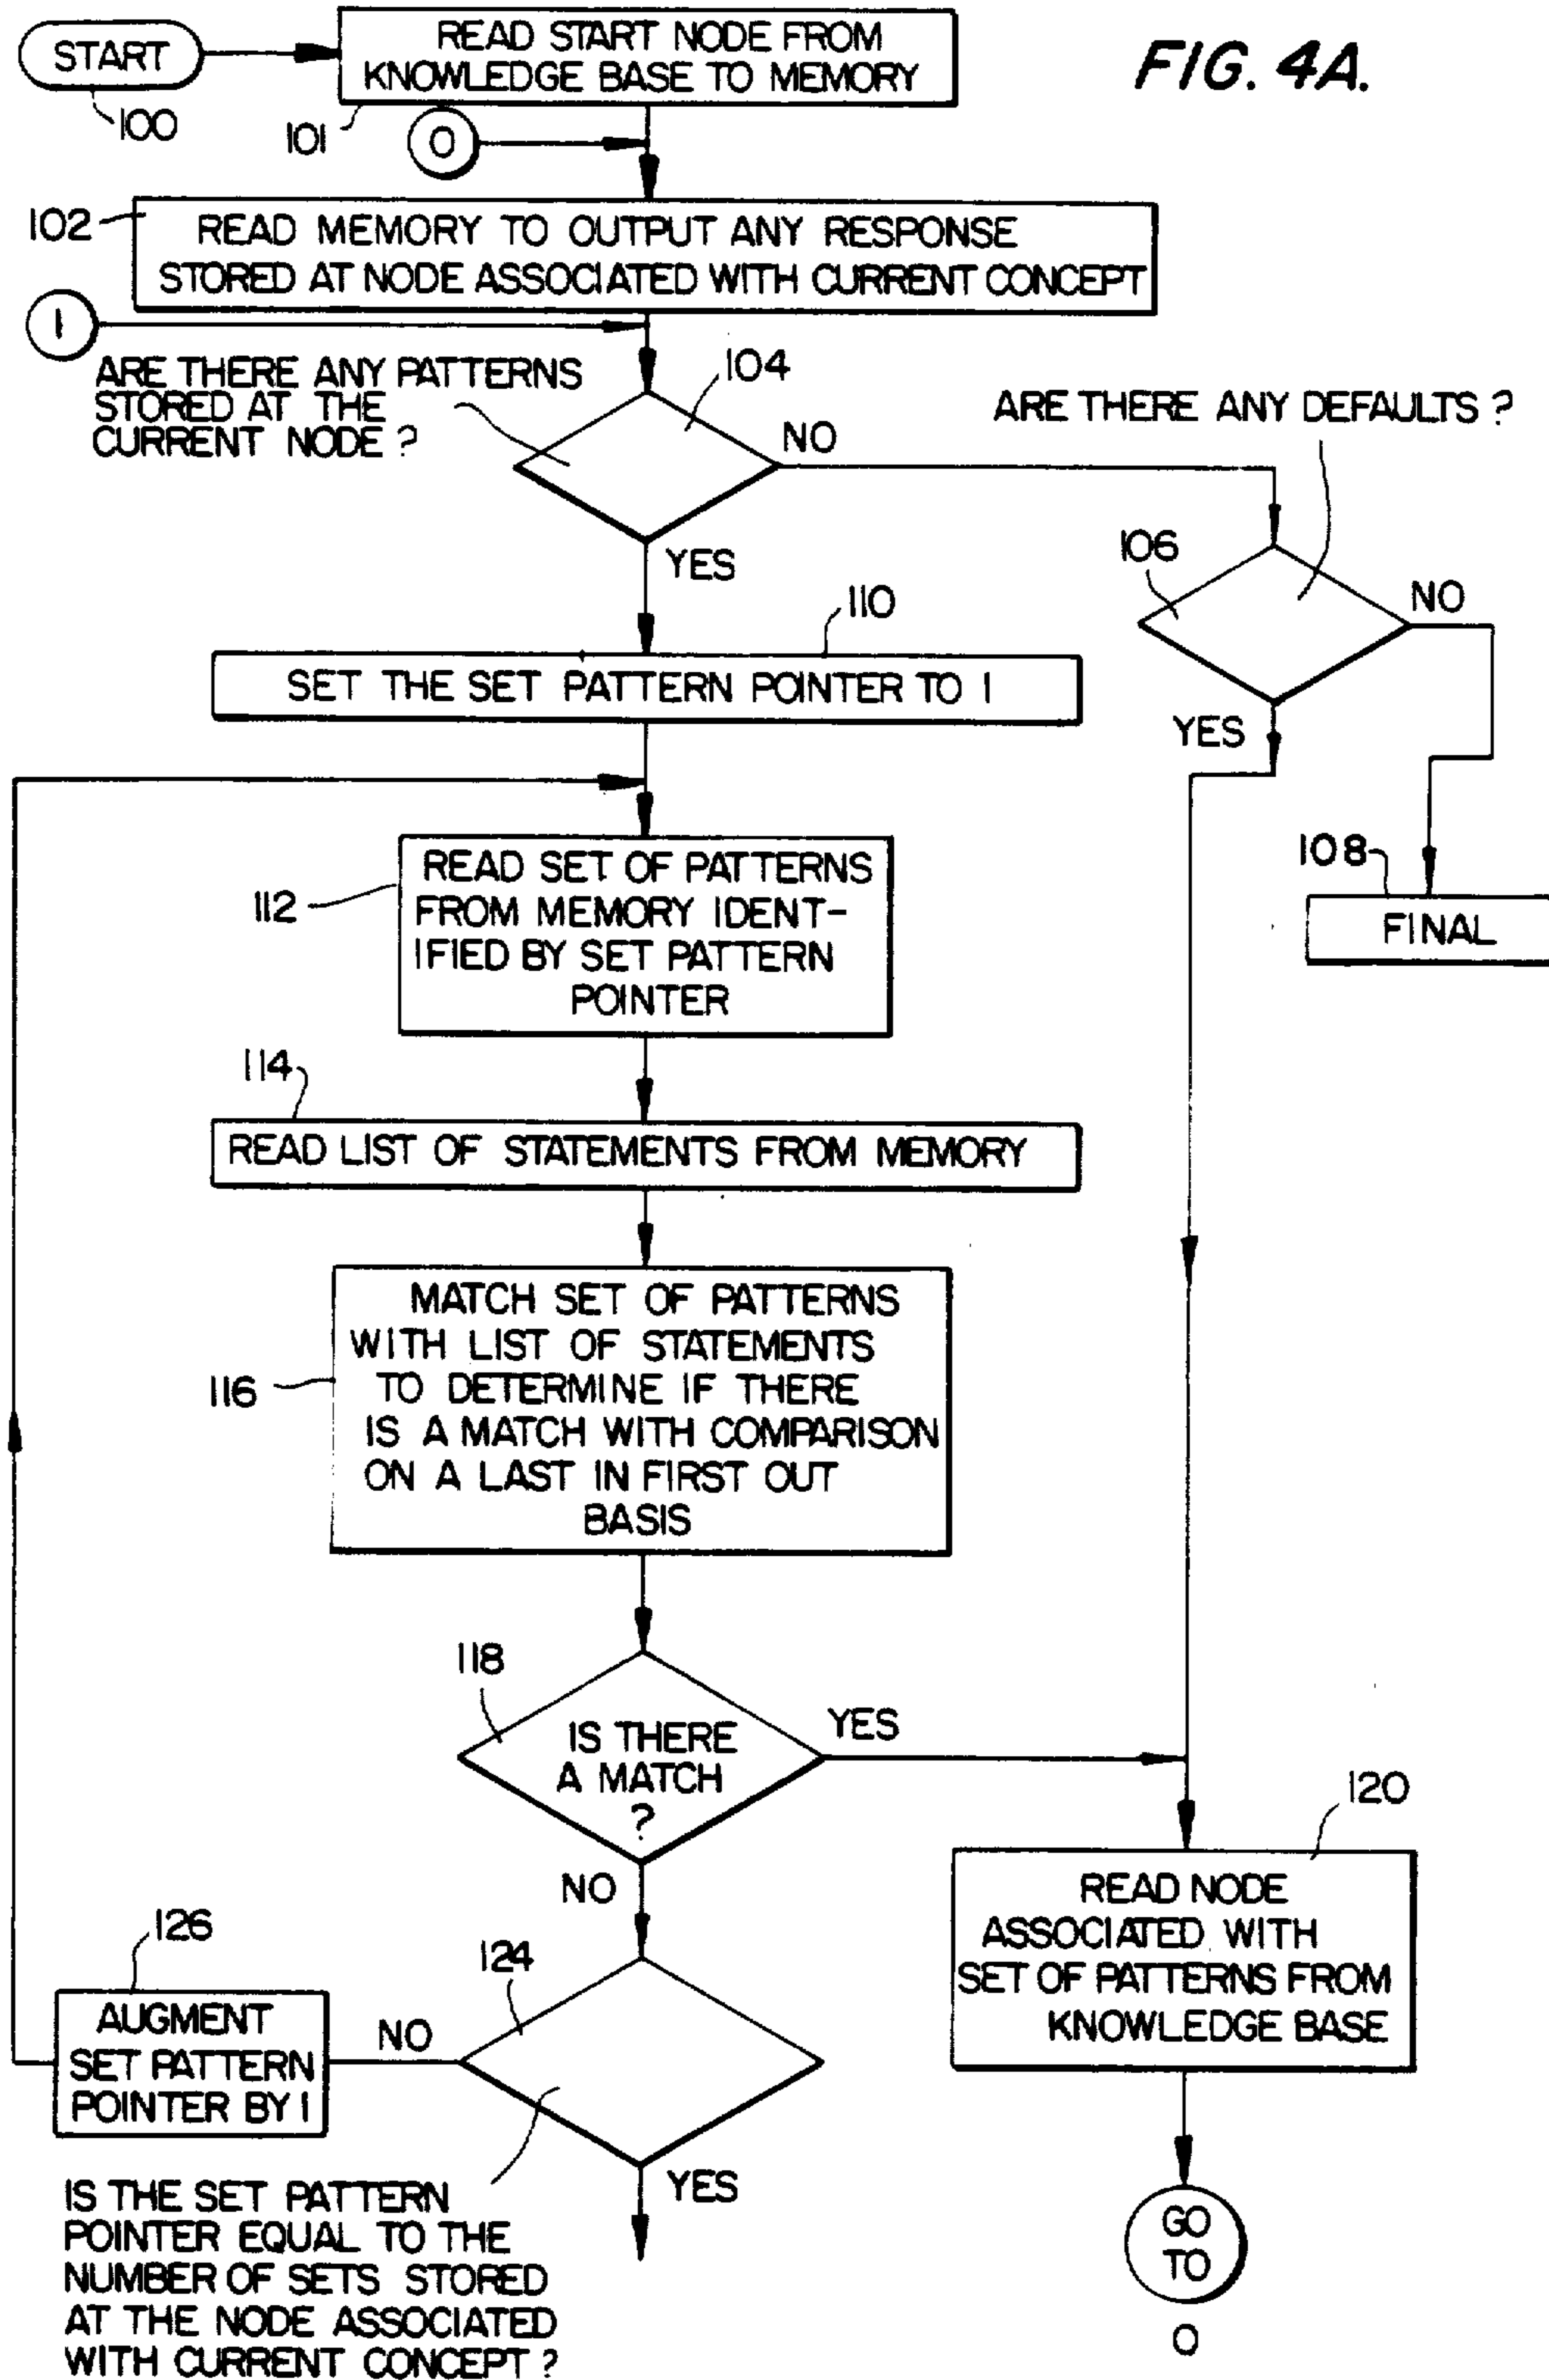 FIG. 4A.
START
100
READ START NODE FROM
KNOWLEDGE BASE TO MEMORY
101
0
102
READ MEMORY TO OUTPUT ANY RESPONSE
STORED AT NODE ASSOCIATED WITH CURRENT CONCEPT
1
ARE THERE ANY PATTERNS
STORED AT THE
CURRENT NODE ?
104
NO
YES
ARE THERE ANY DEFAULTS ?
106
NO
YES
108
FINAL
110
SET THE SET PATTERN POINTER TO 1
112
READ SET OF PATTERNS
FROM MEMORY IDENT-
IFIED BY SET PATTERN
POINTER
114
READ LIST OF STATEMENTS FROM MEMORY
116
MATCH SET OF PATTERNS
WITH LIST OF STATEMENTS
TO DETERMINE IF THERE
IS A MATCH WITH COMPARISON
ON A LAST IN FIRST OUT
BASIS
118
IS THERE
A MATCH
?
YES
NO
120
READ NODE
ASSOCIATED WITH
SET OF PATTERNS FROM
KNOWLEDGE BASE
GO
TO
0
124
NO
YES
126
AUGMENT
SET PATTERN
POINTER BY 1
IS THE SET PATTERN
POINTER EQUAL TO THE
NUMBER OF SETS STORED
AT THE NODE ASSOCIATED
WITH CURRENT CONCEPT ?